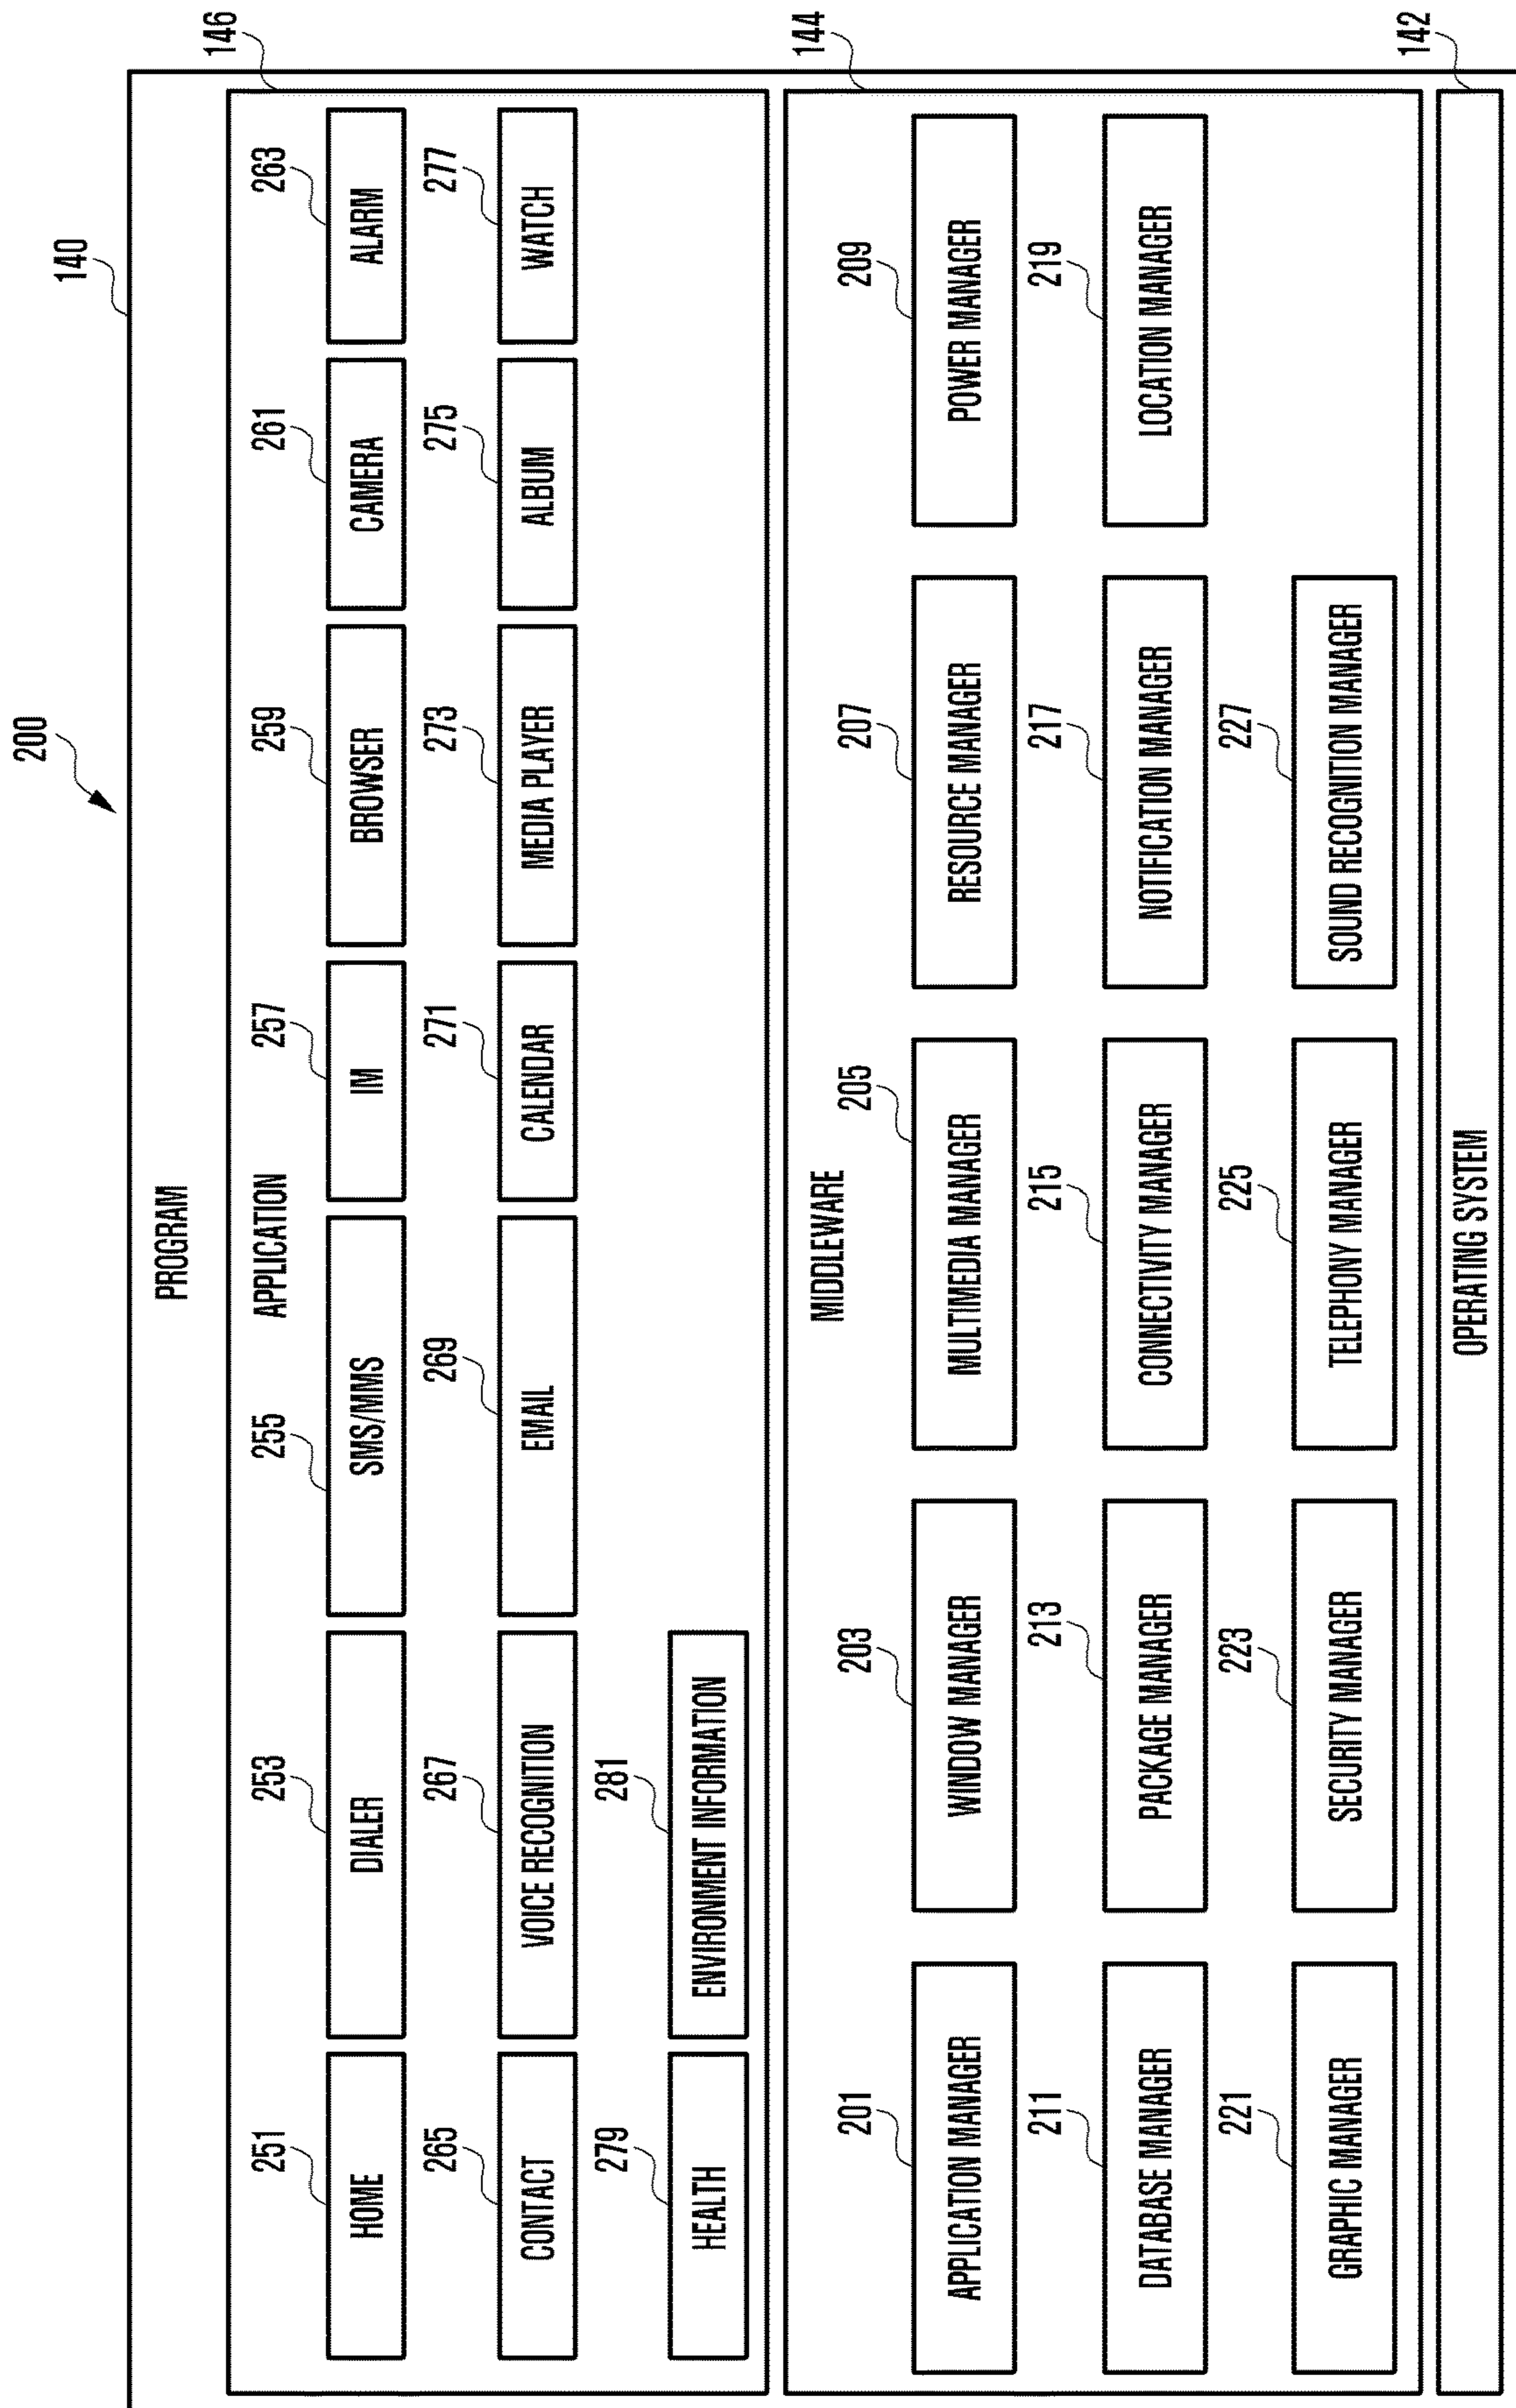 200
140
PROGRAM
146
APPLICATION
251
253
255
257
259
261
263
HOME
DIALER
SMS/MMS
IM
BROWSER
CAMERA
ALARM
265
267
269
271
273
275
277
CONTACT
VOICE RECOGNITION
EMAIL
CALENDAR
MEDIA PLAYER
ALBUM
WATCH
279
281
HEALTH
ENVIRONMENT INFORMATION
144
MIDDLEWARE
201
203
205
207
209
APPLICATION MANAGER
WINDOW MANAGER
MULTIMEDIA MANAGER
RESOURCE MANAGER
POWER MANAGER
211
213
215
217
219
DATABASE MANAGER
PACKAGE MANAGER
CONNECTIVITY MANAGER
NOTIFICATION MANAGER
LOCATION MANAGER
221
223
225
227
GRAPHIC MANAGER
SECURITY MANAGER
TELEPHONY MANAGER
SOUND RECOGNITION MANAGER
142
OPERATING SYSTEM